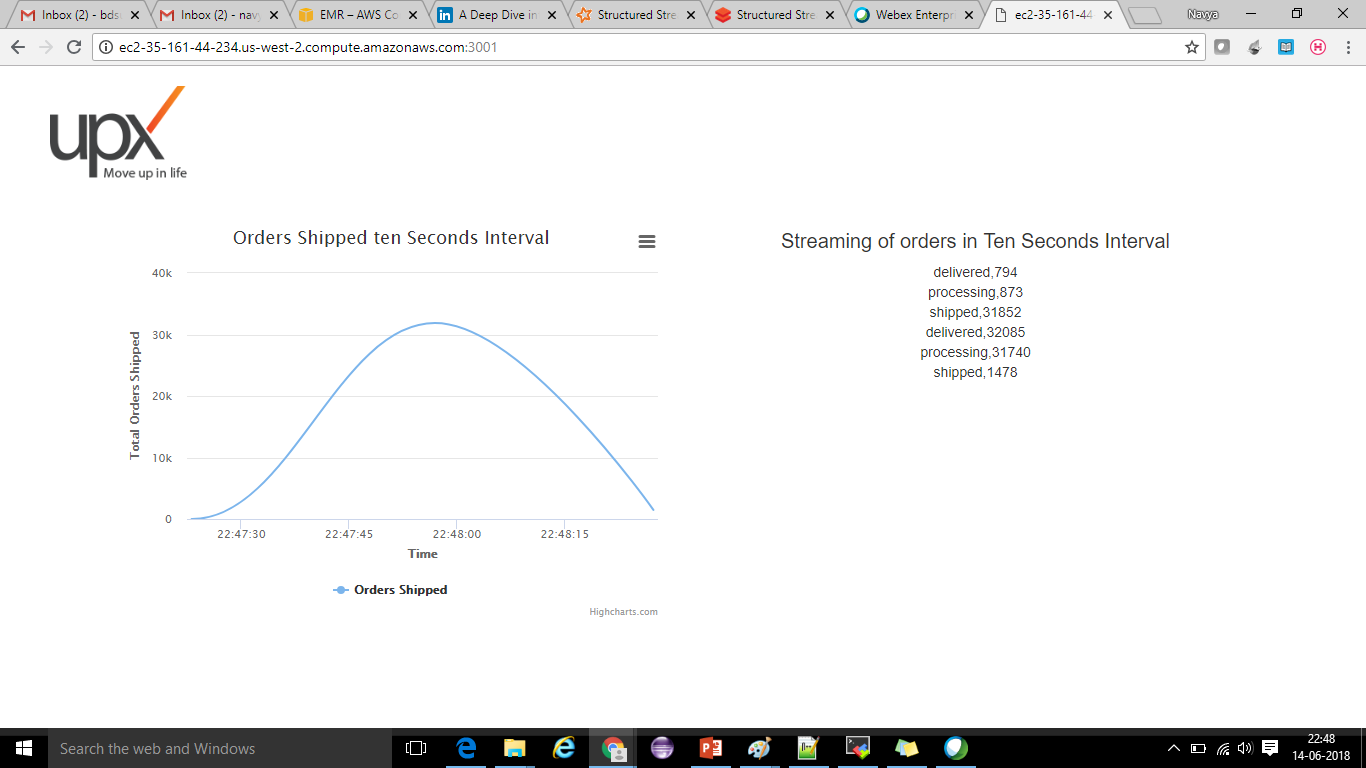 Inbox (2) - bds
Inbox (2) - nav
EMR – AWS Co
A Deep Dive in
Structured Stre
Structured Stre
Webex Enterpr
ec2-35-161-44
Navya
ec2-35-161-44-234.us-west-2.compute.amazonaws.com:3001
upx
Move up in life
Orders Shipped ten Seconds Interval
40k
30k
20k
10k
0
Total Orders Shipped
22:47:30 22:47:45 22:48:00 22:48:15
Time
Orders Shipped
Highcharts.com
Streaming of orders in Ten Seconds Interval
delivered,794
processing,873
shipped,31852
delivered,32085
processing,31740
shipped,1478
Search the web and Windows
22:48
14-06-2018